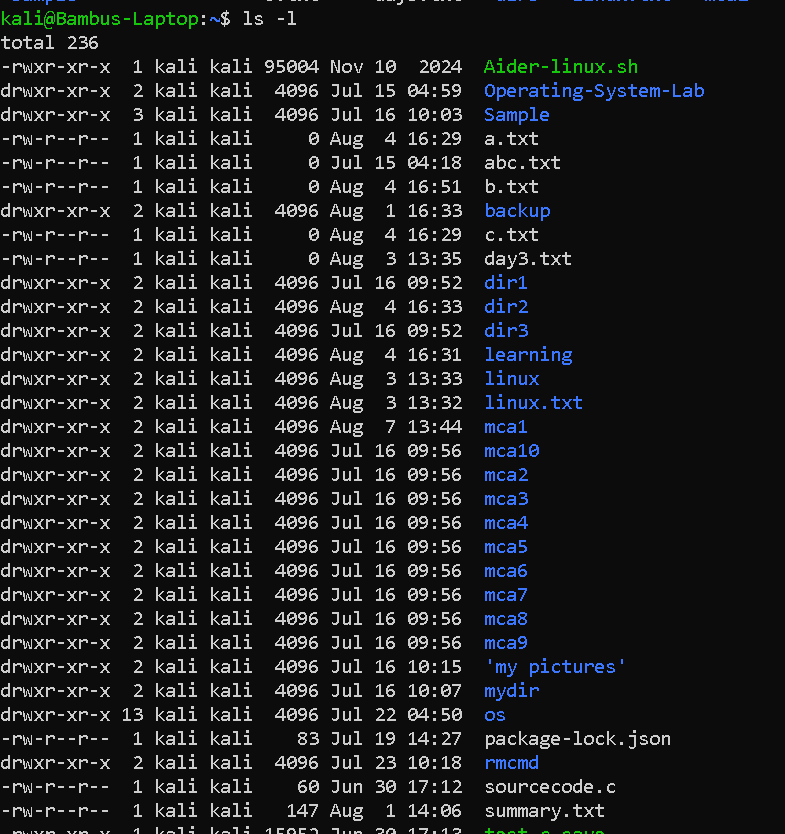 kali@Bambus-Laptop:~$ ls -l
total 236
-rwxr-xr-x  1 kali kali 95004 Nov 10  2024  Aider-linux.sh
drwxr-xr-x  2 kali kali  4096 Jul 15 04:59  Operating-System-Lab
drwxr-xr-x  3 kali kali  4096 Jul 16 10:03  Sample
-rw-r--r--  1 kali kali     0 Aug  4 16:29  a.txt
-rw-r--r--  1 kali kali     0 Jul 15 04:18  abc.txt
-rw-r--r--  1 kali kali     0 Aug  4 16:51  b.txt
drwxr-xr-x  2 kali kali  4096 Aug  1 16:33  backup
-rw-r--r--  1 kali kali     0 Aug  4 16:29  c.txt
-rw-r--r--  1 kali kali     0 Aug  3 13:35  day3.txt
drwxr-xr-x  2 kali kali  4096 Jul 16 09:52  dir1
drwxr-xr-x  2 kali kali  4096 Aug  4 16:33  dir2
drwxr-xr-x  2 kali kali  4096 Jul 16 09:52  dir3
drwxr-xr-x  2 kali kali  4096 Aug  4 16:31  learning
drwxr-xr-x  2 kali kali  4096 Aug  3 13:33  linux
drwxr-xr-x  2 kali kali  4096 Aug  3 13:32  linux.txt
drwxr-xr-x  2 kali kali  4096 Aug  7 13:44  mca1
drwxr-xr-x  2 kali kali  4096 Jul 16 09:56  mca10
drwxr-xr-x  2 kali kali  4096 Jul 16 09:56  mca2
drwxr-xr-x  2 kali kali  4096 Jul 16 09:56  mca3
drwxr-xr-x  2 kali kali  4096 Jul 16 09:56  mca4
drwxr-xr-x  2 kali kali  4096 Jul 16 09:56  mca5
drwxr-xr-x  2 kali kali  4096 Jul 16 09:56  mca6
drwxr-xr-x  2 kali kali  4096 Jul 16 09:56  mca7
drwxr-xr-x  2 kali kali  4096 Jul 16 09:56  mca8
drwxr-xr-x  2 kali kali  4096 Jul 16 09:56  mca9
drwxr-xr-x  2 kali kali  4096 Jul 16 10:15  'my pictures'
drwxr-xr-x  2 kali kali  4096 Jul 16 10:07  mydir
drwxr-xr-x 13 kali kali  4096 Jul 22 04:50  os
-rw-r--r--  1 kali kali    83 Jul 19 14:27  package-lock.json
drwxr-xr-x  2 kali kali  4096 Jul 23 10:18  rmcmd
-rw-r--r--  1 kali kali    60 Jun 30 17:12  sourcecode.c
-rw-r--r--  1 kali kali   147 Aug  1 14:06  summary.txt